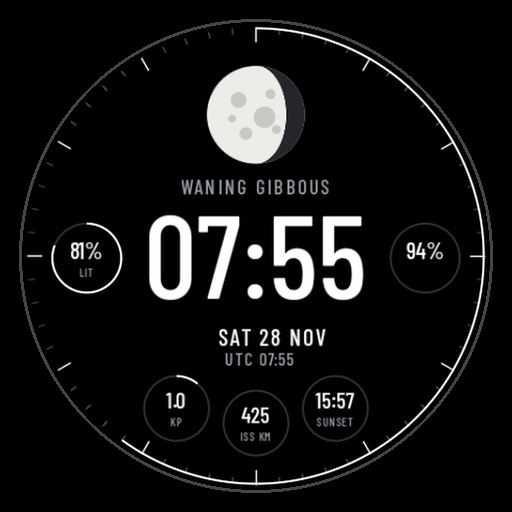 WANING GIBBOUS
07:55
81%
LIT
94%
SAT 28 NOV
UTC 07:55
1.0
KP
425
ISS KM
15:57
SUNSET